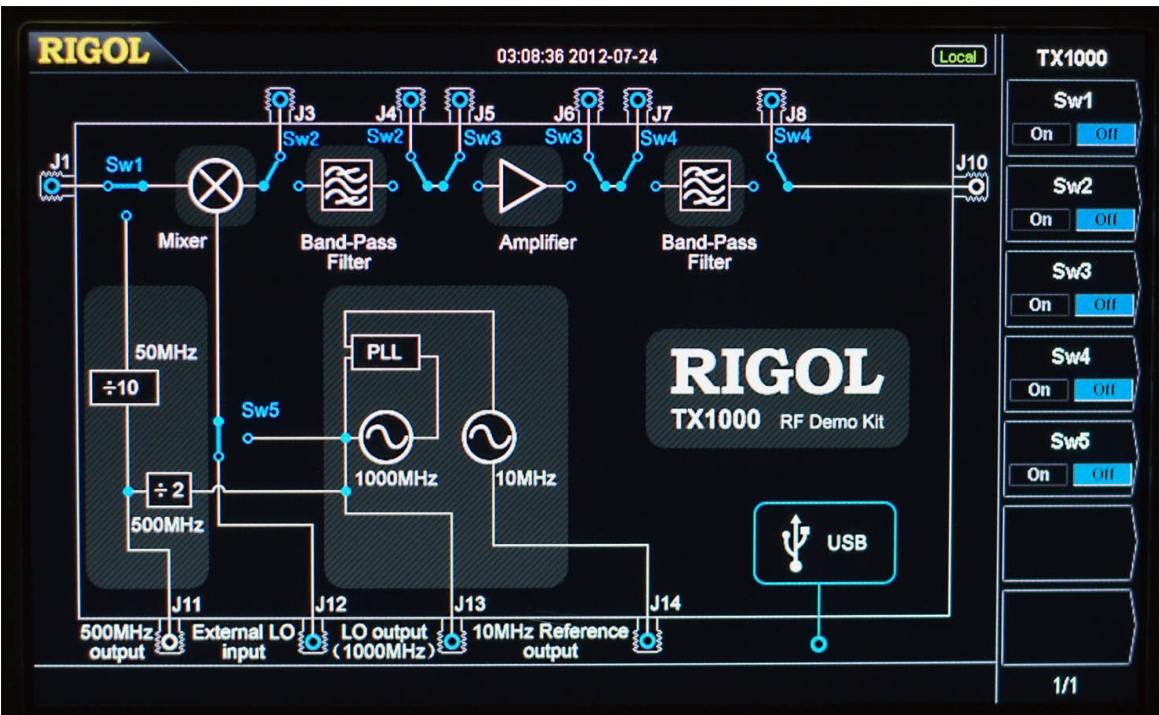 RIGOL
03:08:36 2012-07-24
Local
TX1000
J1
Sw1
J3
Sw2
J4
Sw2
J5
Sw3
J6
Sw3
J7
Sw4
J8
Sw4
J10
Mixer
Band-Pass
Filter
Amplifier
Band-Pass
Filter
50MHz
÷10
÷ 2
500MHz
Sw5
PLL
1000MHz
10MHz
RIGOL
TX1000 RF Demo Kit
USB
J11
J12
J13
J14
500MHz
output
External LO
input
LO output
(1000MHz)
10MHz Reference
output
Sw1
On Off
Sw2
On Off
Sw3
On Off
Sw4
On Off
Sw5
On Off
1/1